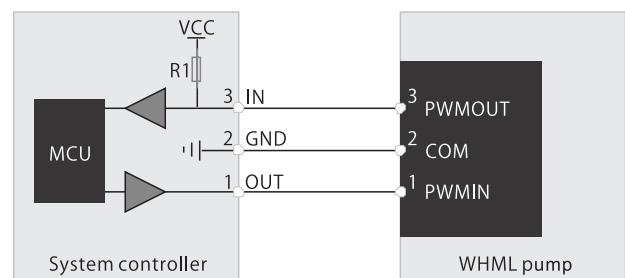 VCC
R1
3 IN
3 PWMOUT
MCU
2 GND
2 COM
1 OUT
1 PWMIN
System controller
WHML pump